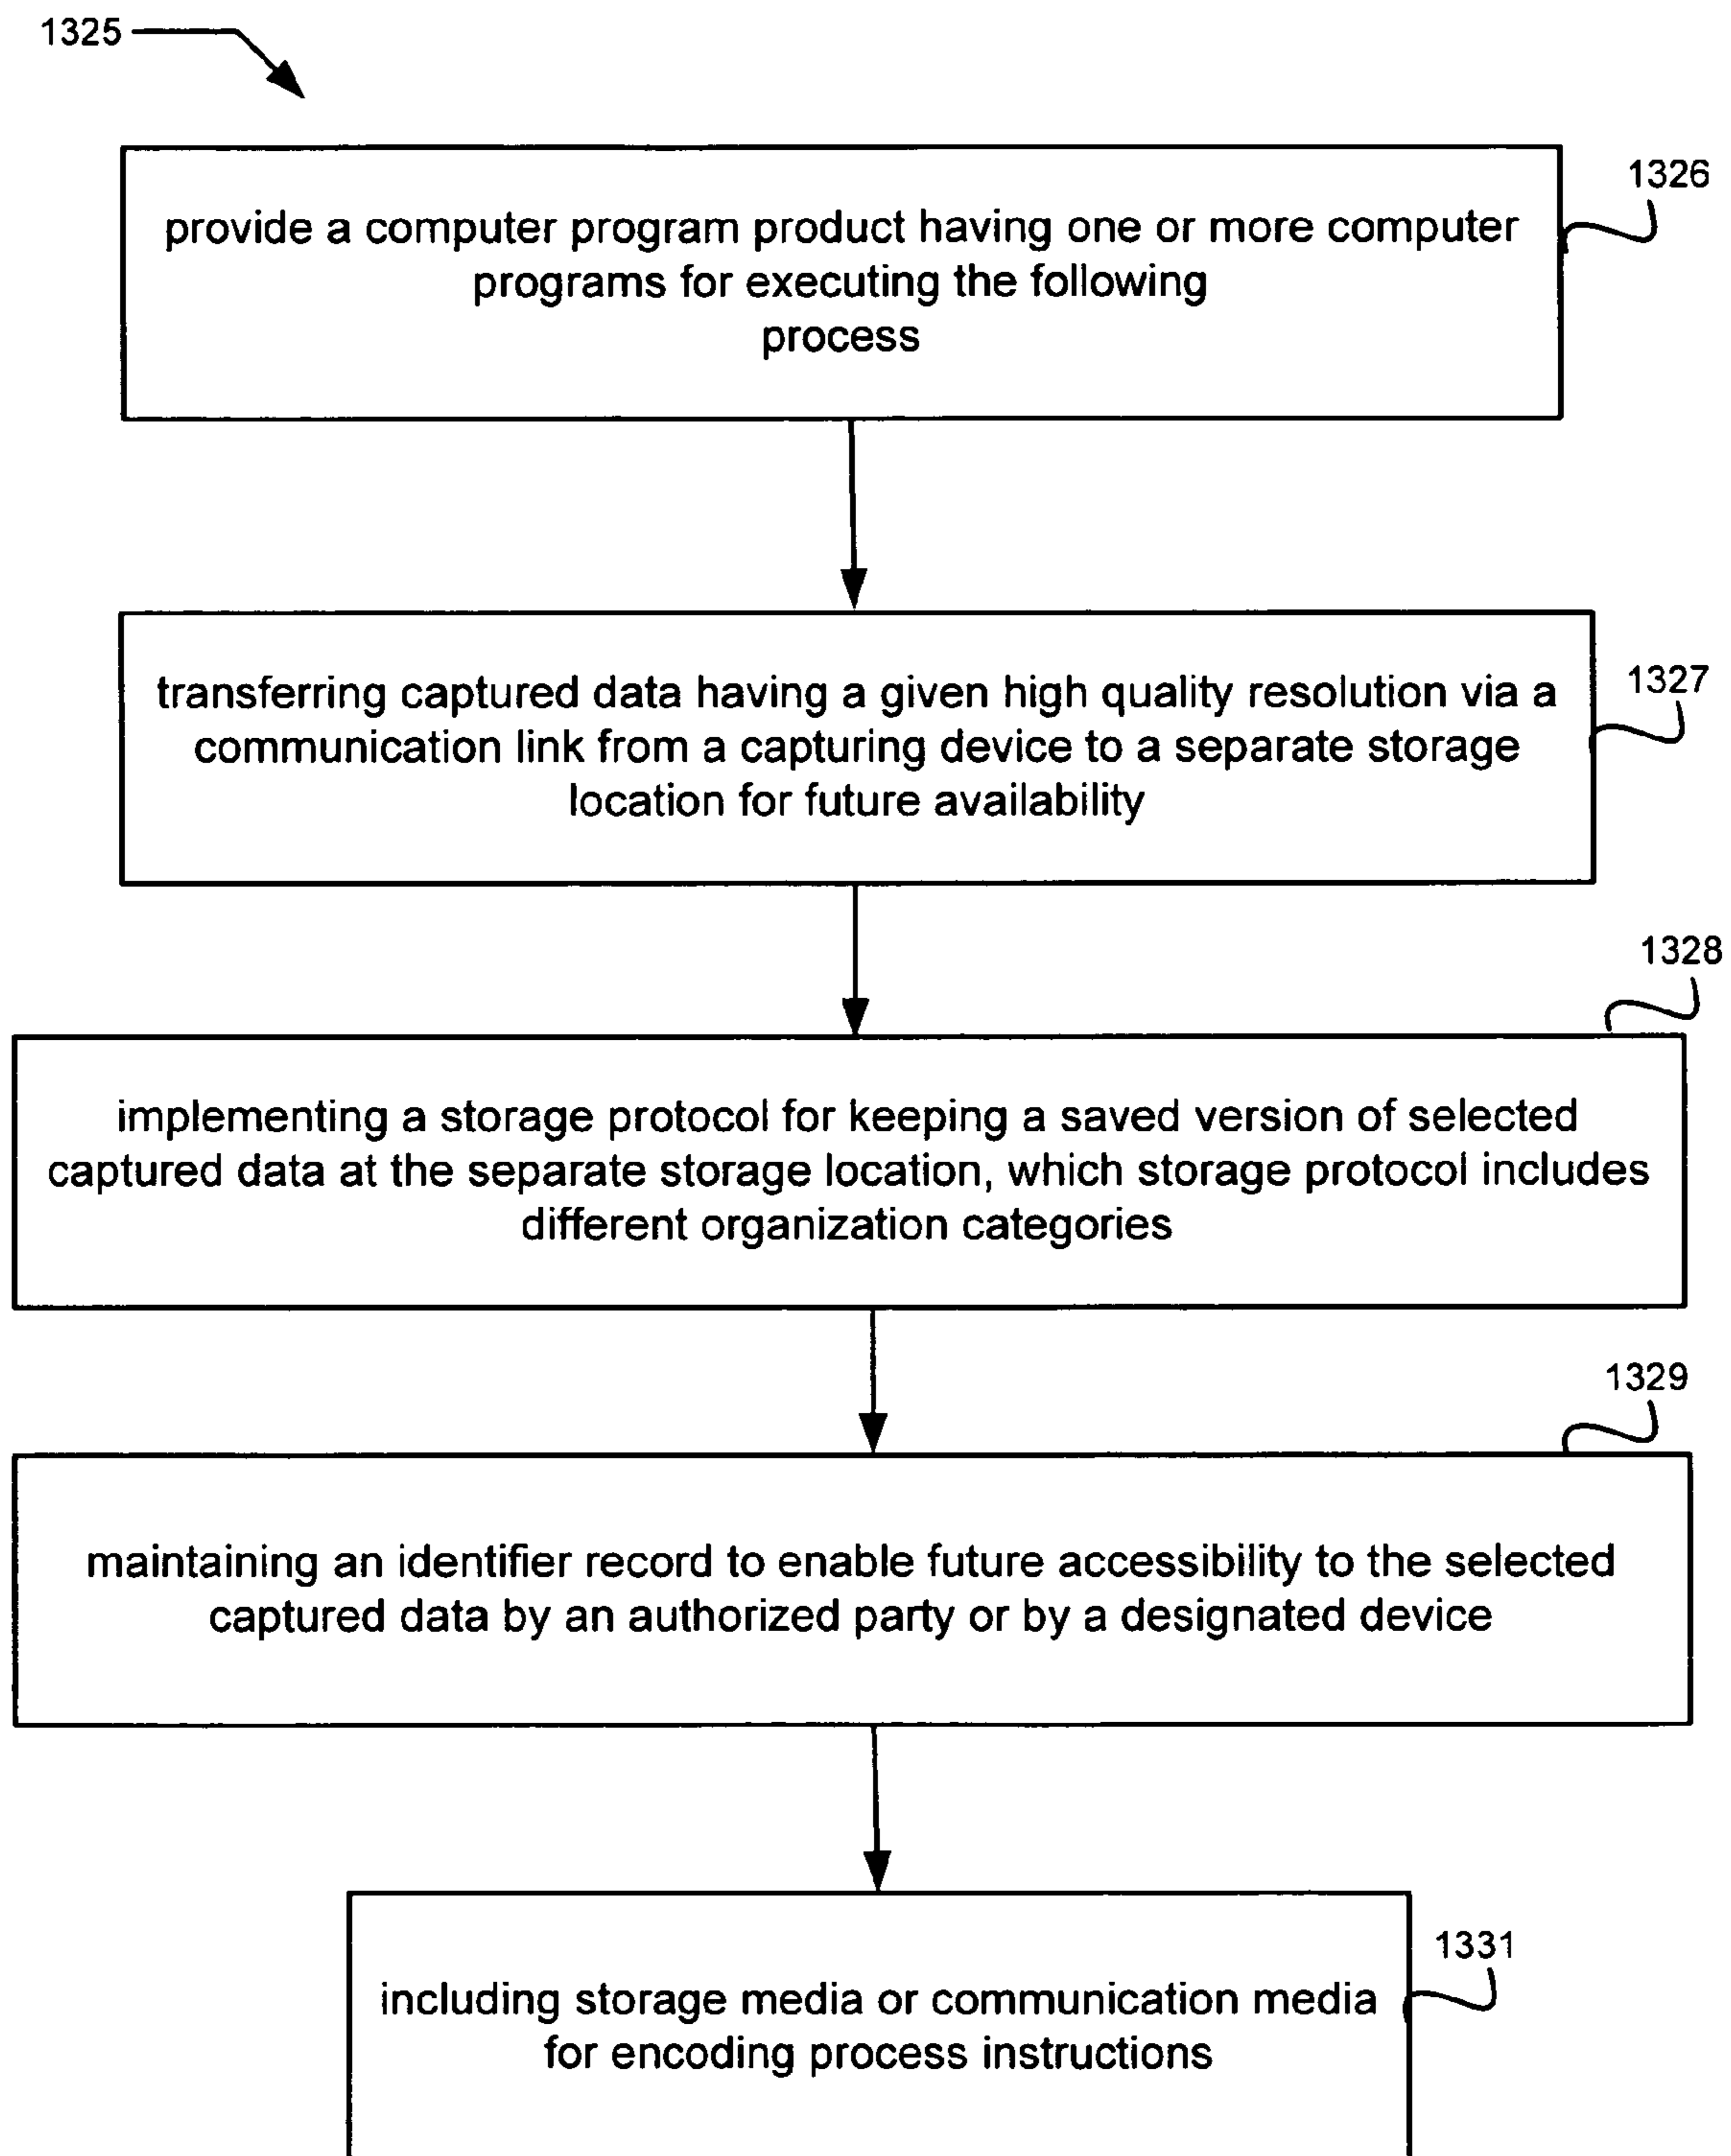 1325
1326
provide a computer program product having one or more computer
programs for executing the following
process
1327
transferring captured data having a given high quality resolution via a
communication link from a capturing device to a separate storage
location for future availability
1328
implementing a storage protocol for keeping a saved version of selected
captured data at the separate storage location, which storage protocol includes
different organization categories
1329
maintaining an identifier record to enable future accessibility to the selected
captured data by an authorized party or by a designated device
1331
including storage media or communication media
for encoding process instructions